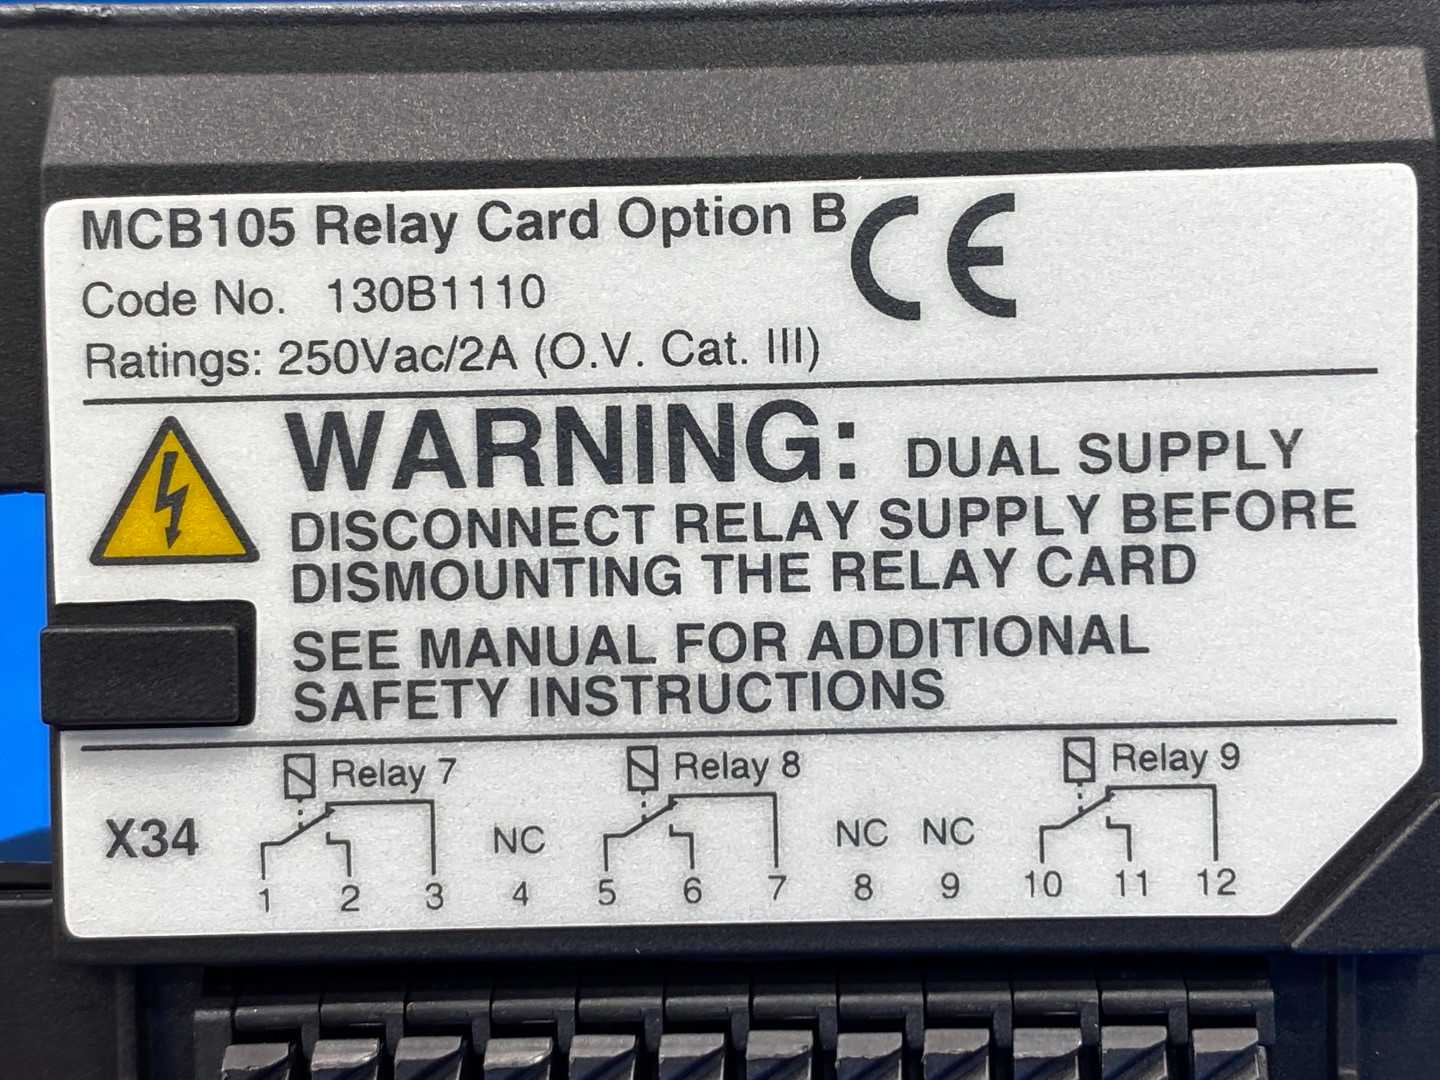 MCB105 Relay Card Option B CE
Code No. 130B1110
Ratings: 250Vac/2A (O.V. Cat. III)
WARNING: DUAL SUPPLY
DISCONNECT RELAY SUPPLY BEFORE
DISMOUNTING THE RELAY CARD
SEE MANUAL FOR ADDITIONAL
SAFETY INSTRUCTIONS
Relay 7 Relay 8 Relay 9
X34 NC NC NC
1 2 3 4 5 6 7 8 9 10 11 12